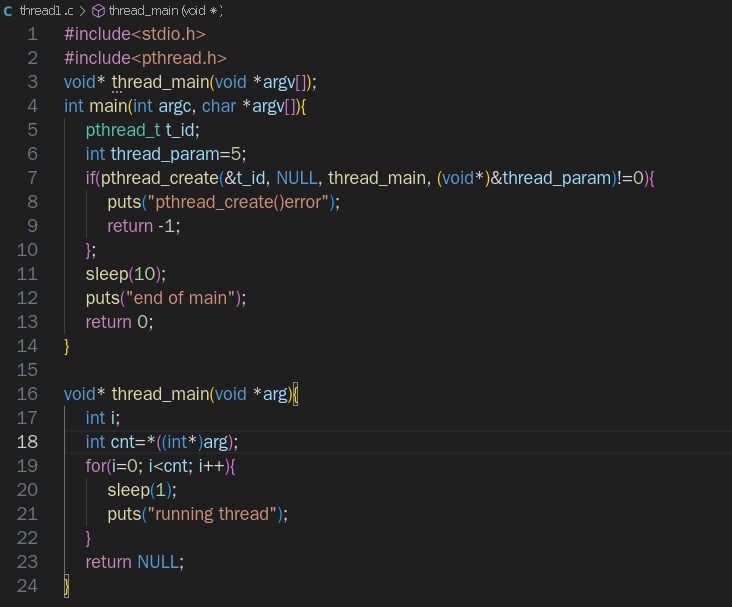 C thread1.c > thread_main(void *)
1 #include<stdio.h>
2 #include<pthread.h>
3 void* thread_main(void *argv[]);
4 int main(int argc, char *argv[]){
5 pthread_t t_id;
6 int thread_param=5;
7 if(pthread_create(&t_id, NULL, thread_main, (void*)&thread_param)!=0){
8 puts("pthread_create()error");
9 return -1;
10 };
11 sleep(10);
12 puts("end of main");
13 return 0;
14 }
15
16 void* thread_main(void *arg){
17 int i;
18 int cnt=*((int*)arg);
19 for(i=0; i<cnt; i++){
20 sleep(1);
21 puts("running thread");
22 }
23 return NULL;
24 }